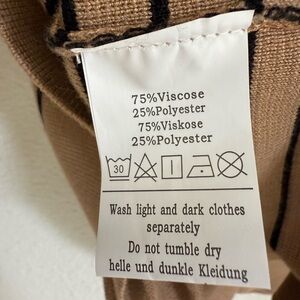 75%Viscose
25%Polyester
75%Viskose
25%Polyester
30
Wash light and dark clothes
separately
Do not tumble dry
helle und dunkle Kleidung